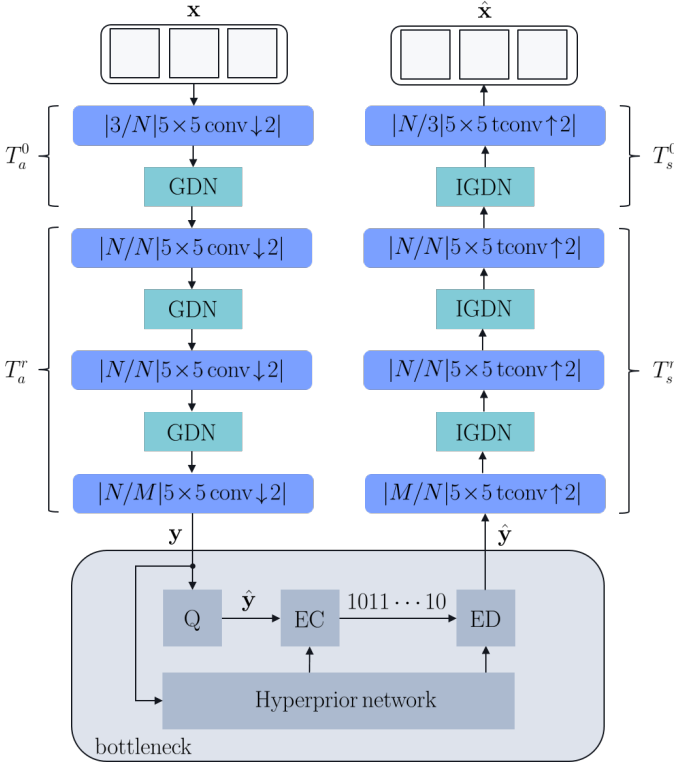 x
x̂
|3/N|5×5 conv↓2|
|N/3|5×5 tconv↑2|
T_a^0
T_s^0
GDN
IGDN
|N/N|5×5 conv↓2|
|N/N|5×5 tconv↑2|
GDN
IGDN
T_a^r
T_s^r
|N/N|5×5 conv↓2|
|N/N|5×5 tconv↑2|
GDN
IGDN
|N/M|5×5 conv↓2|
|M/N|5×5 tconv↑2|
y
ŷ
Q
ŷ
EC
1011 ··· 10
ED
Hyperprior network
bottleneck